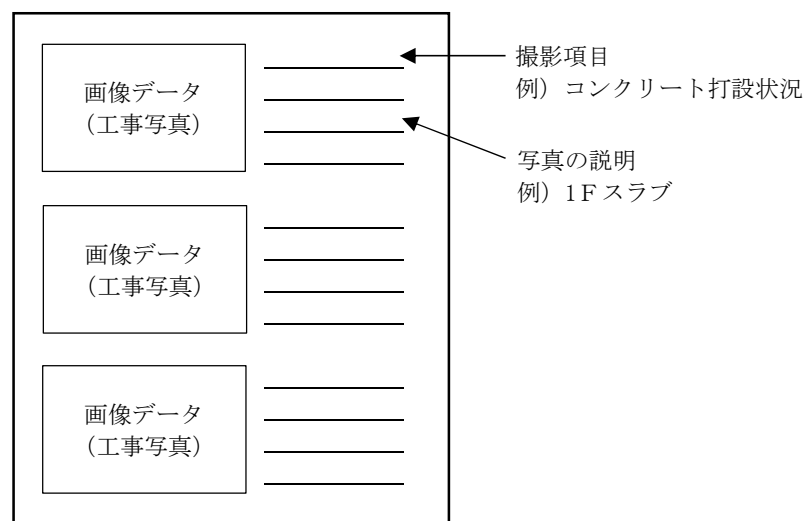 画像データ
(工事写真)
撮影項目
例)コンクリート打設状況
写真の説明
例)1Fスラブ
画像データ
(工事写真)
画像データ
(工事写真)